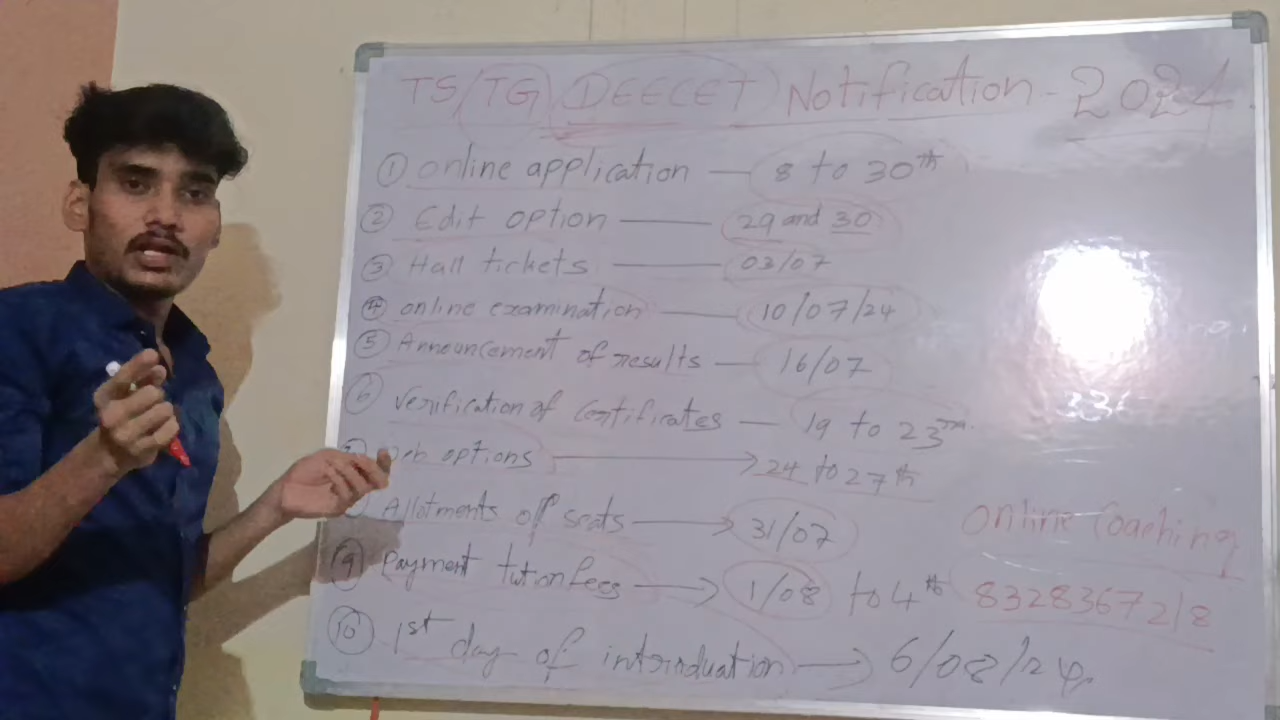 TS/TG DEECET Notification - 2024.
① online application — 8 to 30th
② Edit option — 29 and 30
③ Hall tickets — 03/07
④ online examination — 10/07/24
⑤ Announcement of results — 16/07
⑥ Verification of Certificates — 19 to 23TH.
web options → 24 to 27th
Allotments of seats → 31/07
⑨ payment tution fees → 1/08 to 4th
⑩ 1st day of intrroduation → 6/08/24.
Online Coaching
8328367218